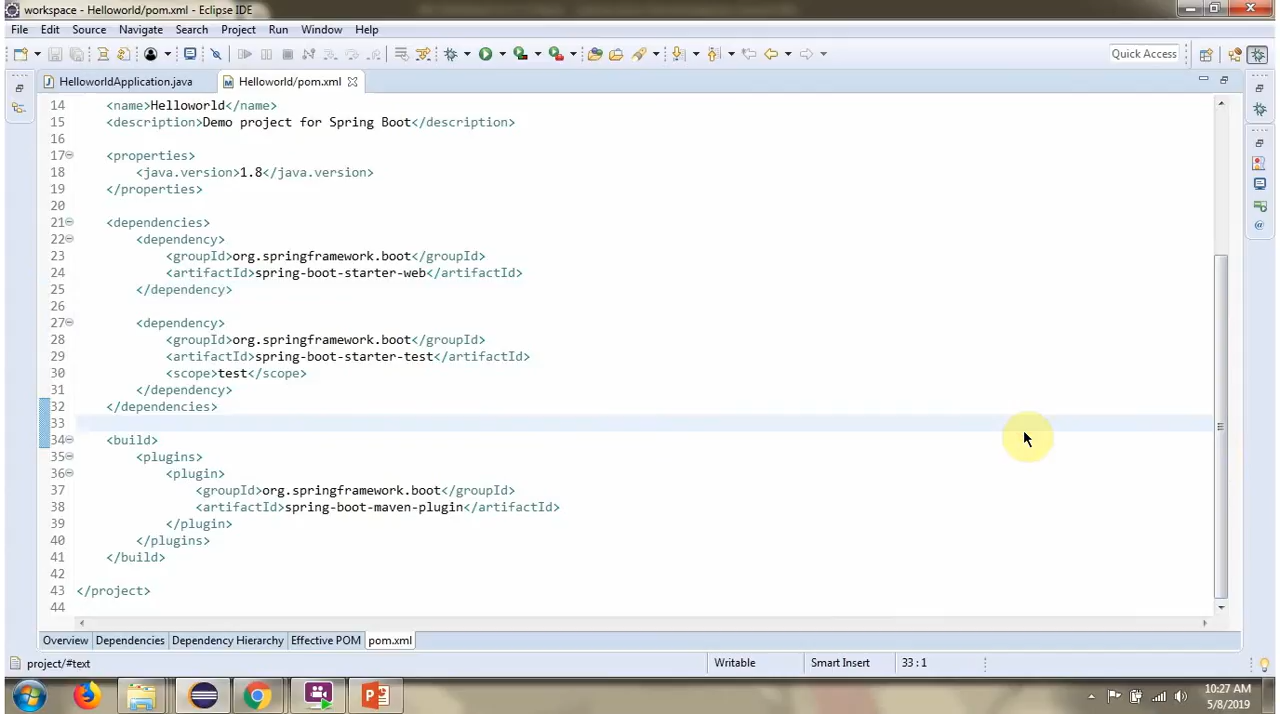 workspace - Helloworld/pom.xml - Eclipse IDE
File Edit Source Navigate Search Project Run Window Help
Quick Access
HelloworldApplication.java Helloworld/pom.xml
14 <name>Helloworld</name>
15 <description>Demo project for Spring Boot</description>
16
17 <properties>
18 <java.version>1.8</java.version>
19 </properties>
20
21 <dependencies>
22 <dependency>
23 <groupId>org.springframework.boot</groupId>
24 <artifactId>spring-boot-starter-web</artifactId>
25 </dependency>
26
27 <dependency>
28 <groupId>org.springframework.boot</groupId>
29 <artifactId>spring-boot-starter-test</artifactId>
30 <scope>test</scope>
31 </dependency>
32 </dependencies>
33
34 <build>
35 <plugins>
36 <plugin>
37 <groupId>org.springframework.boot</groupId>
38 <artifactId>spring-boot-maven-plugin</artifactId>
39 </plugin>
40 </plugins>
41 </build>
42
43 </project>
44
Overview Dependencies Dependency Hierarchy Effective POM pom.xml
project/#text Writable Smart Insert 33 : 1
10:27 AM
5/8/2019